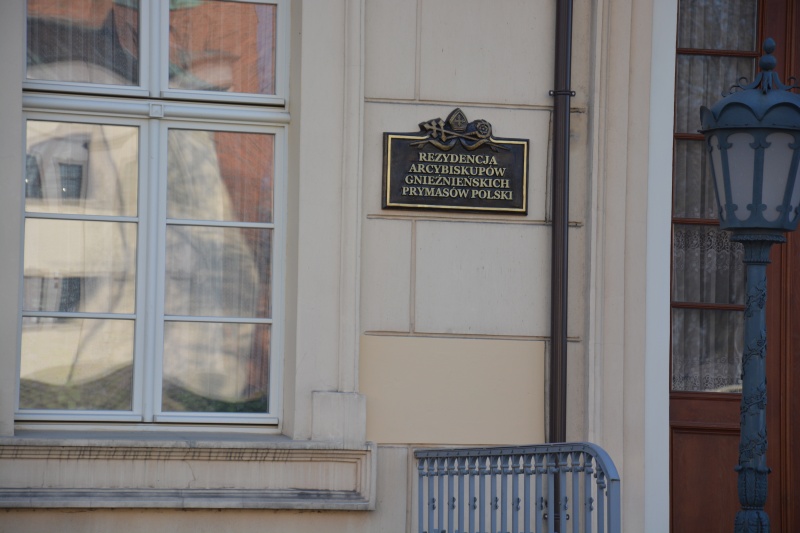 REZYDENCJA
ARCYBISKUPÓW
GNIEŹNIEŃSKICH
PRYMASÓW POLSKI